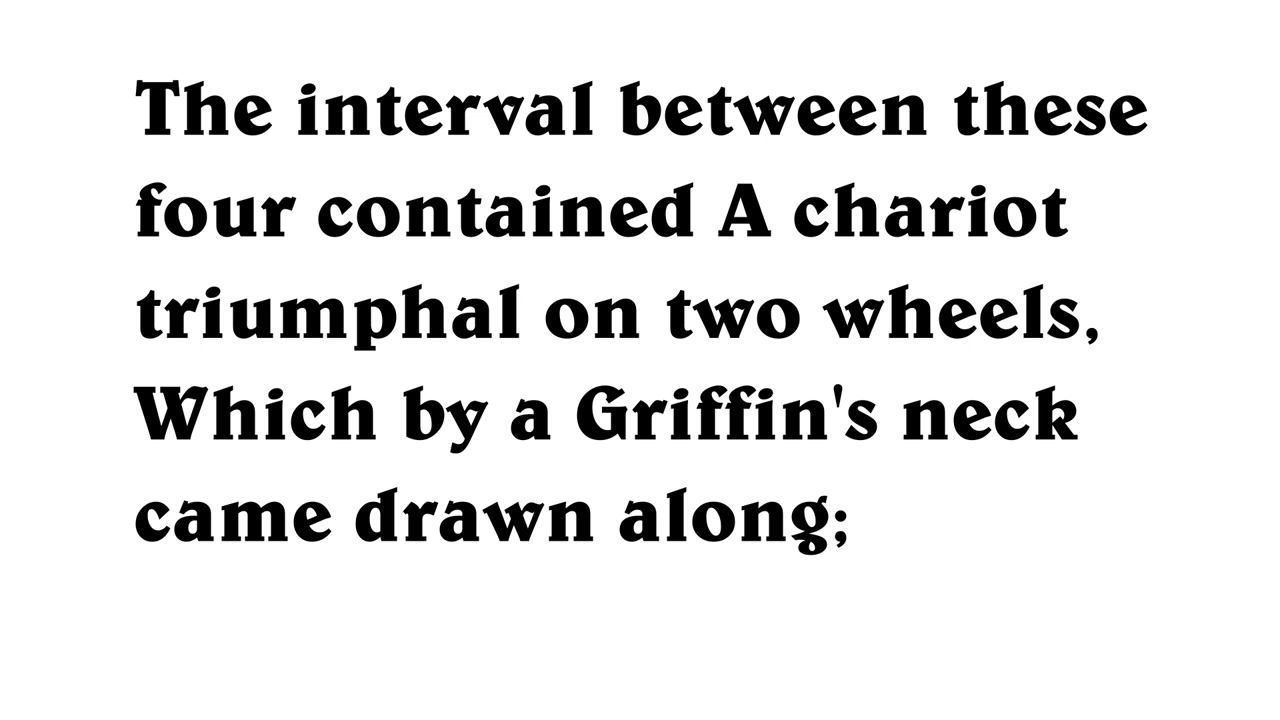 The interval between these
four contained A chariot
triumphal on two wheels,
Which by a Griffin's neck
came drawn along;